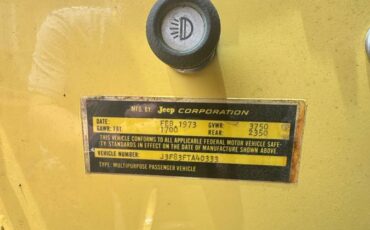 MFG. BY: Jeep CORPORATION
DATE: FEB 1973 GVWR: 3750
GAWR: FRT. 1700 REAR: 2350
THIS VEHICLE CONFORMS TO ALL APPLICABLE FEDERAL MOTOR VEHICLE SAFE-
TY STANDARDS IN EFFECT ON THE DATE OF MANUFACTURE SHOWN ABOVE.
VEHICLE NUMBER: J3F83FTA40333
TYPE: MULTIPURPOSE PASSENGER VEHICLE